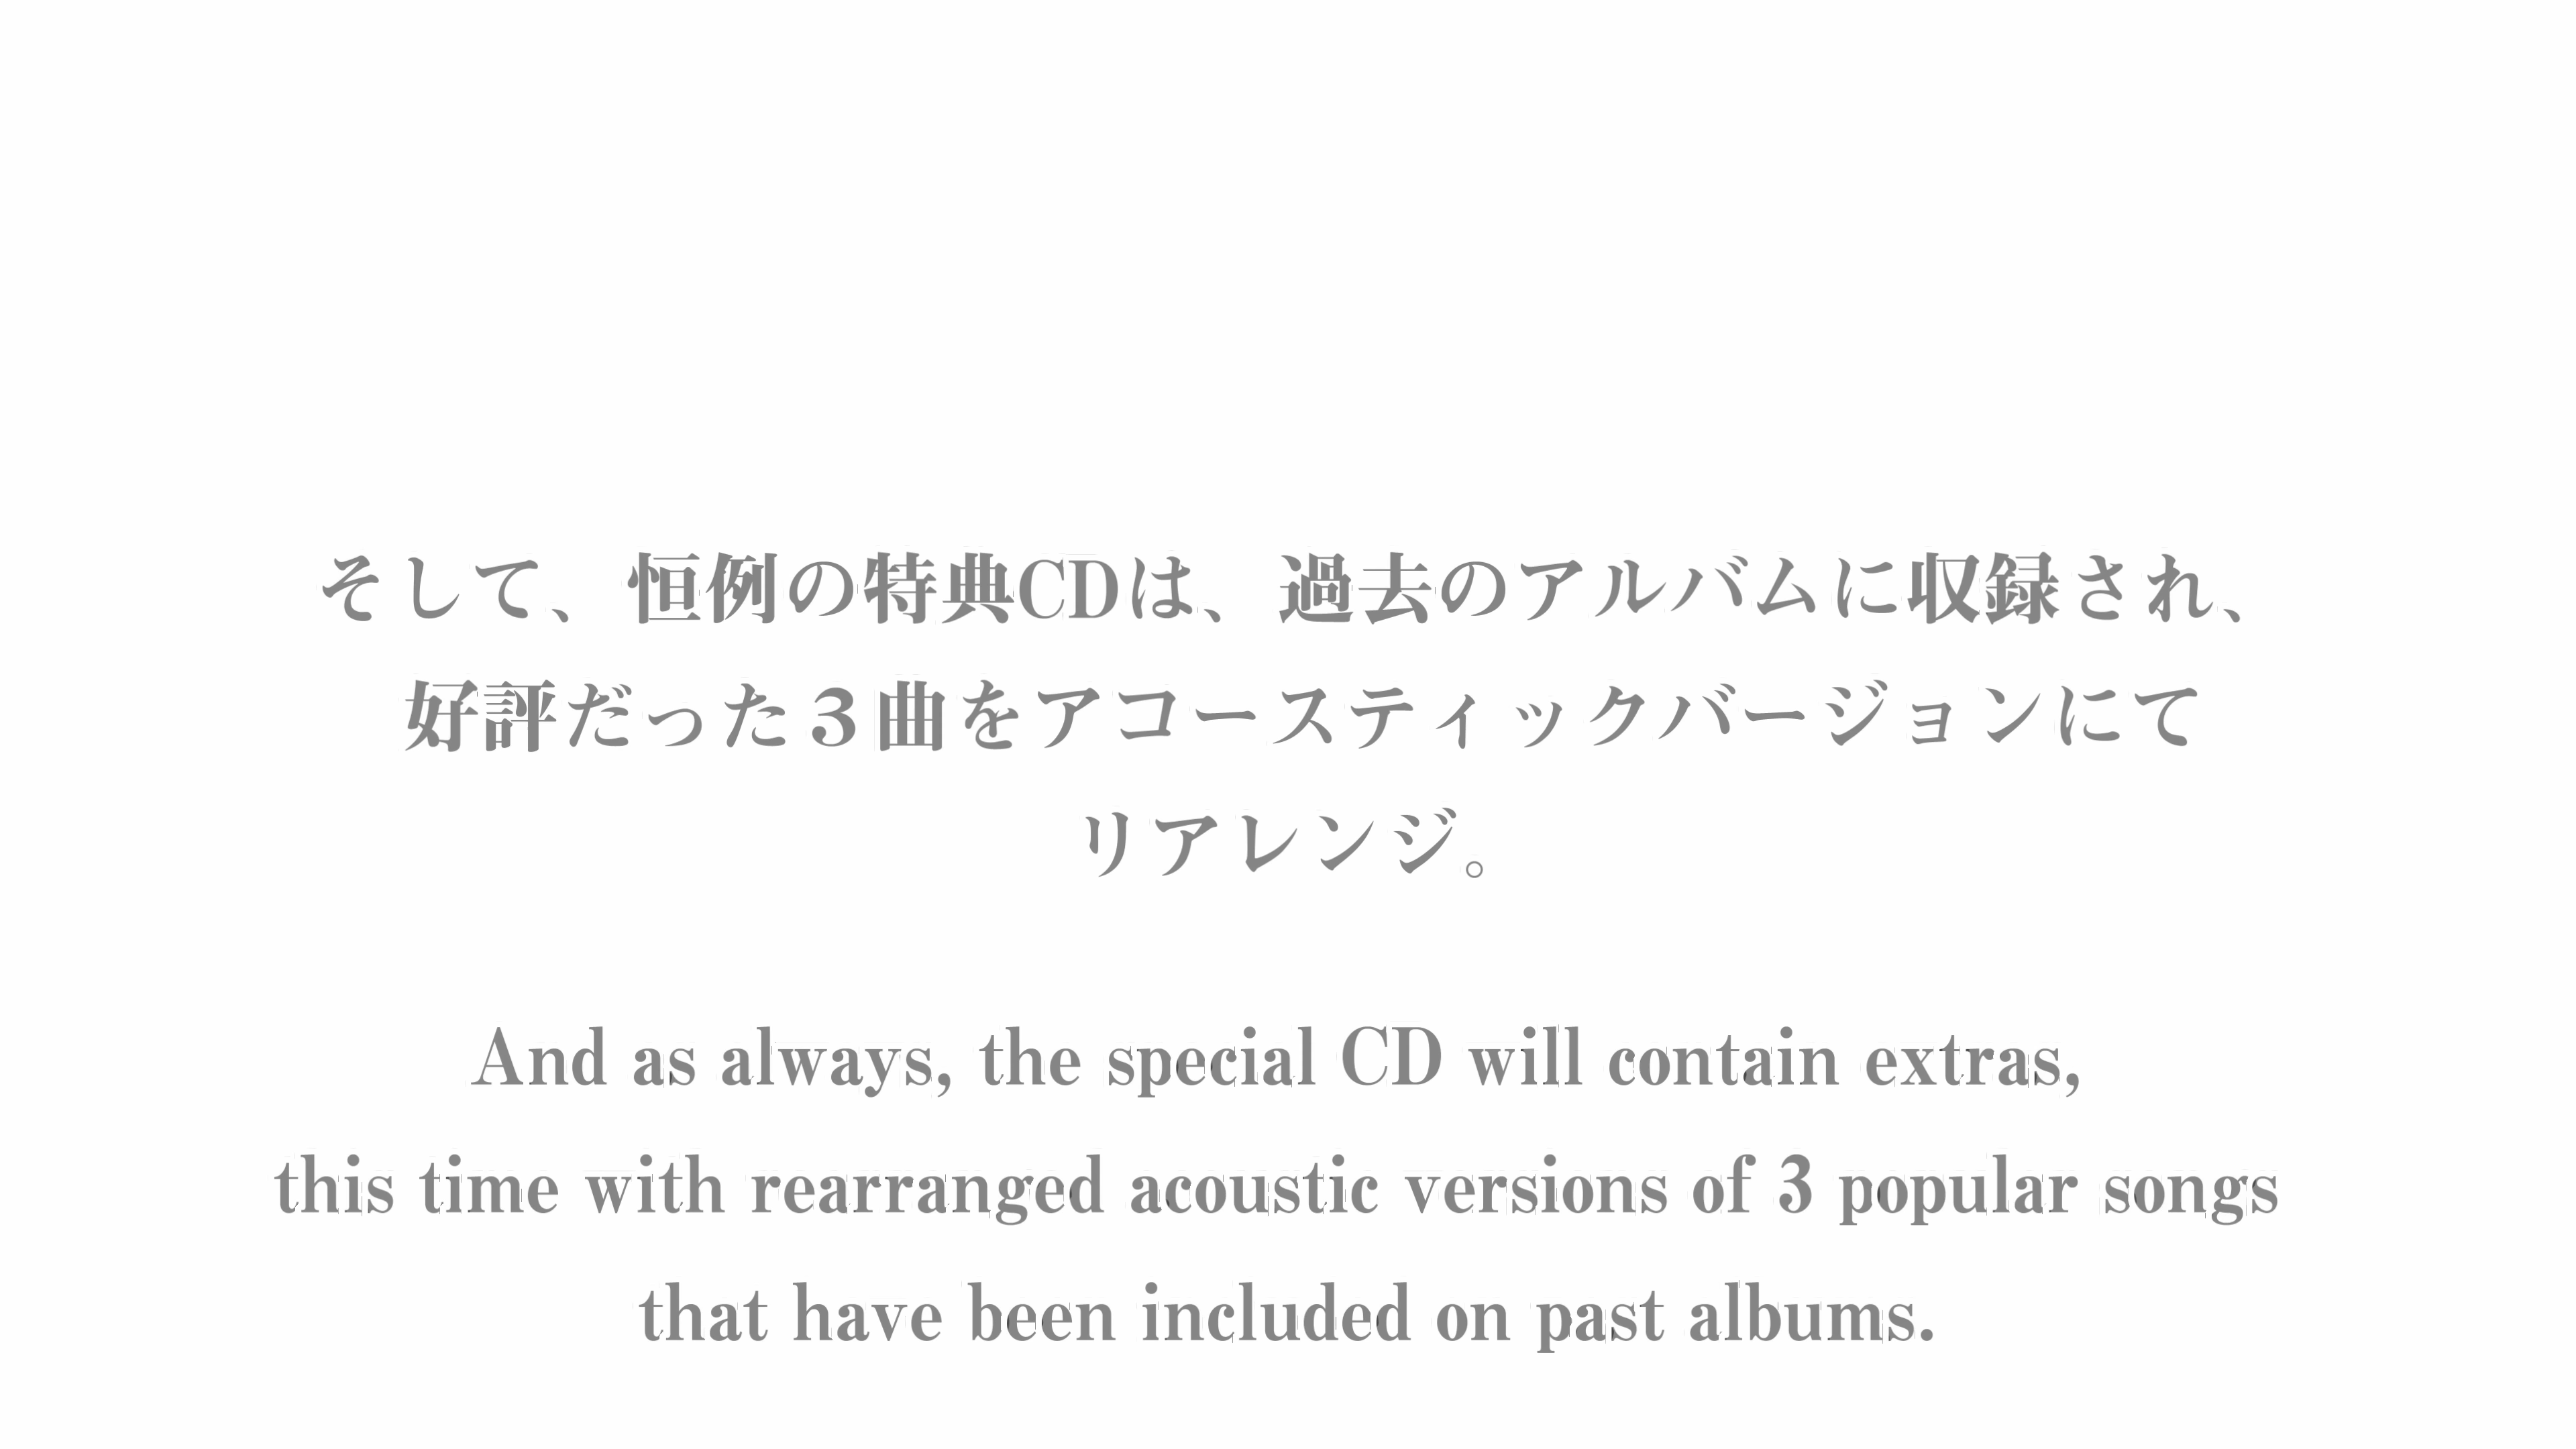 そして、恒例の特典CDは、過去のアルバムに収録され、
好評だった３曲をアコースティックバージョンにて
リアレンジ。
And as always, the special CD will contain extras,
this time with rearranged acoustic versions of 3 popular songs
that have been included on past albums.